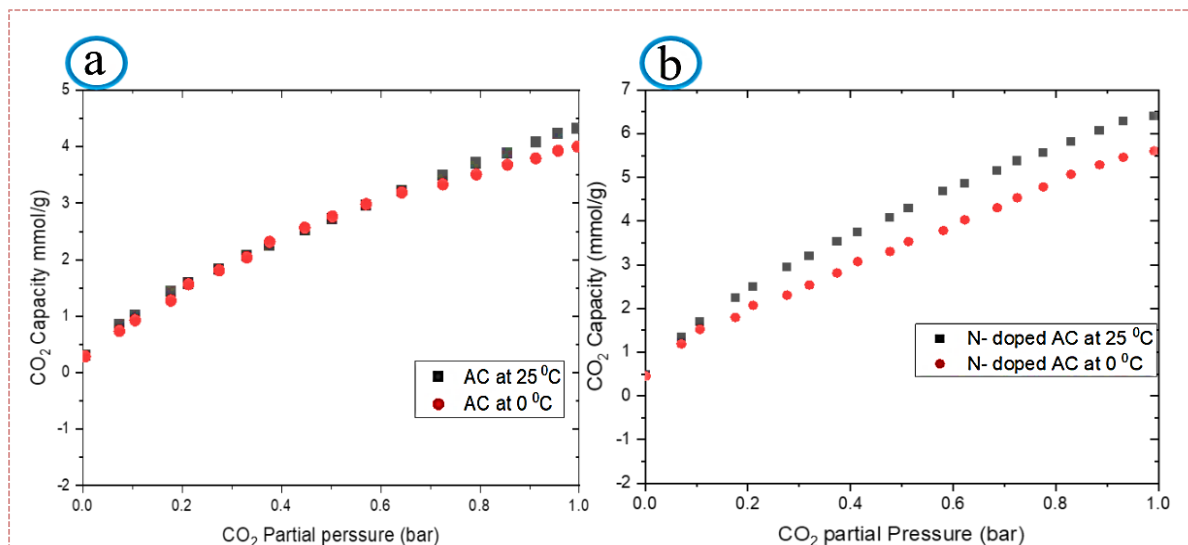 a
CO₂ Capacity mmol/g
5
4
3
2
1
0
-1
-2
AC at 25 ⁰C
AC at 0 ⁰C
0.0 0.2 0.4 0.6 0.8 1.0
CO₂ Partial perssure (bar)
b
CO₂ Capacity (mmol/g)
7
6
5
4
3
2
1
0
-1
-2
N- doped AC at 25 ⁰C
N- doped AC at 0 ⁰C
0.0 0.2 0.4 0.6 0.8 1.0
CO₂ partial Pressure (bar)